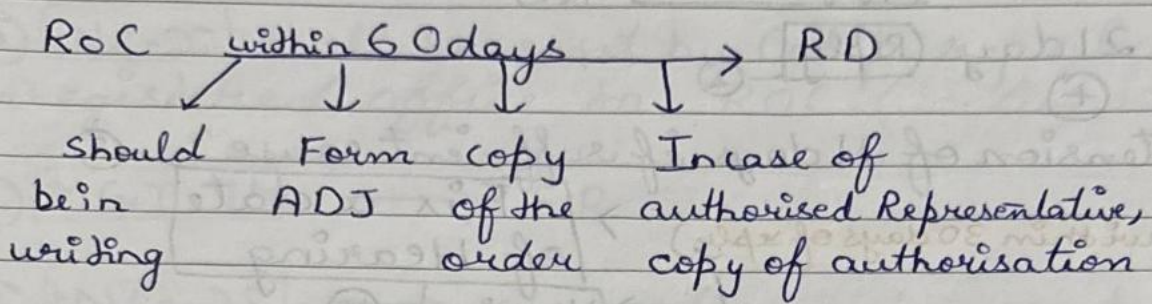 RoC within 60days → RD
should Form copy Incase of
bein ADJ of the authorised Representative,
writing order copy of authorisation